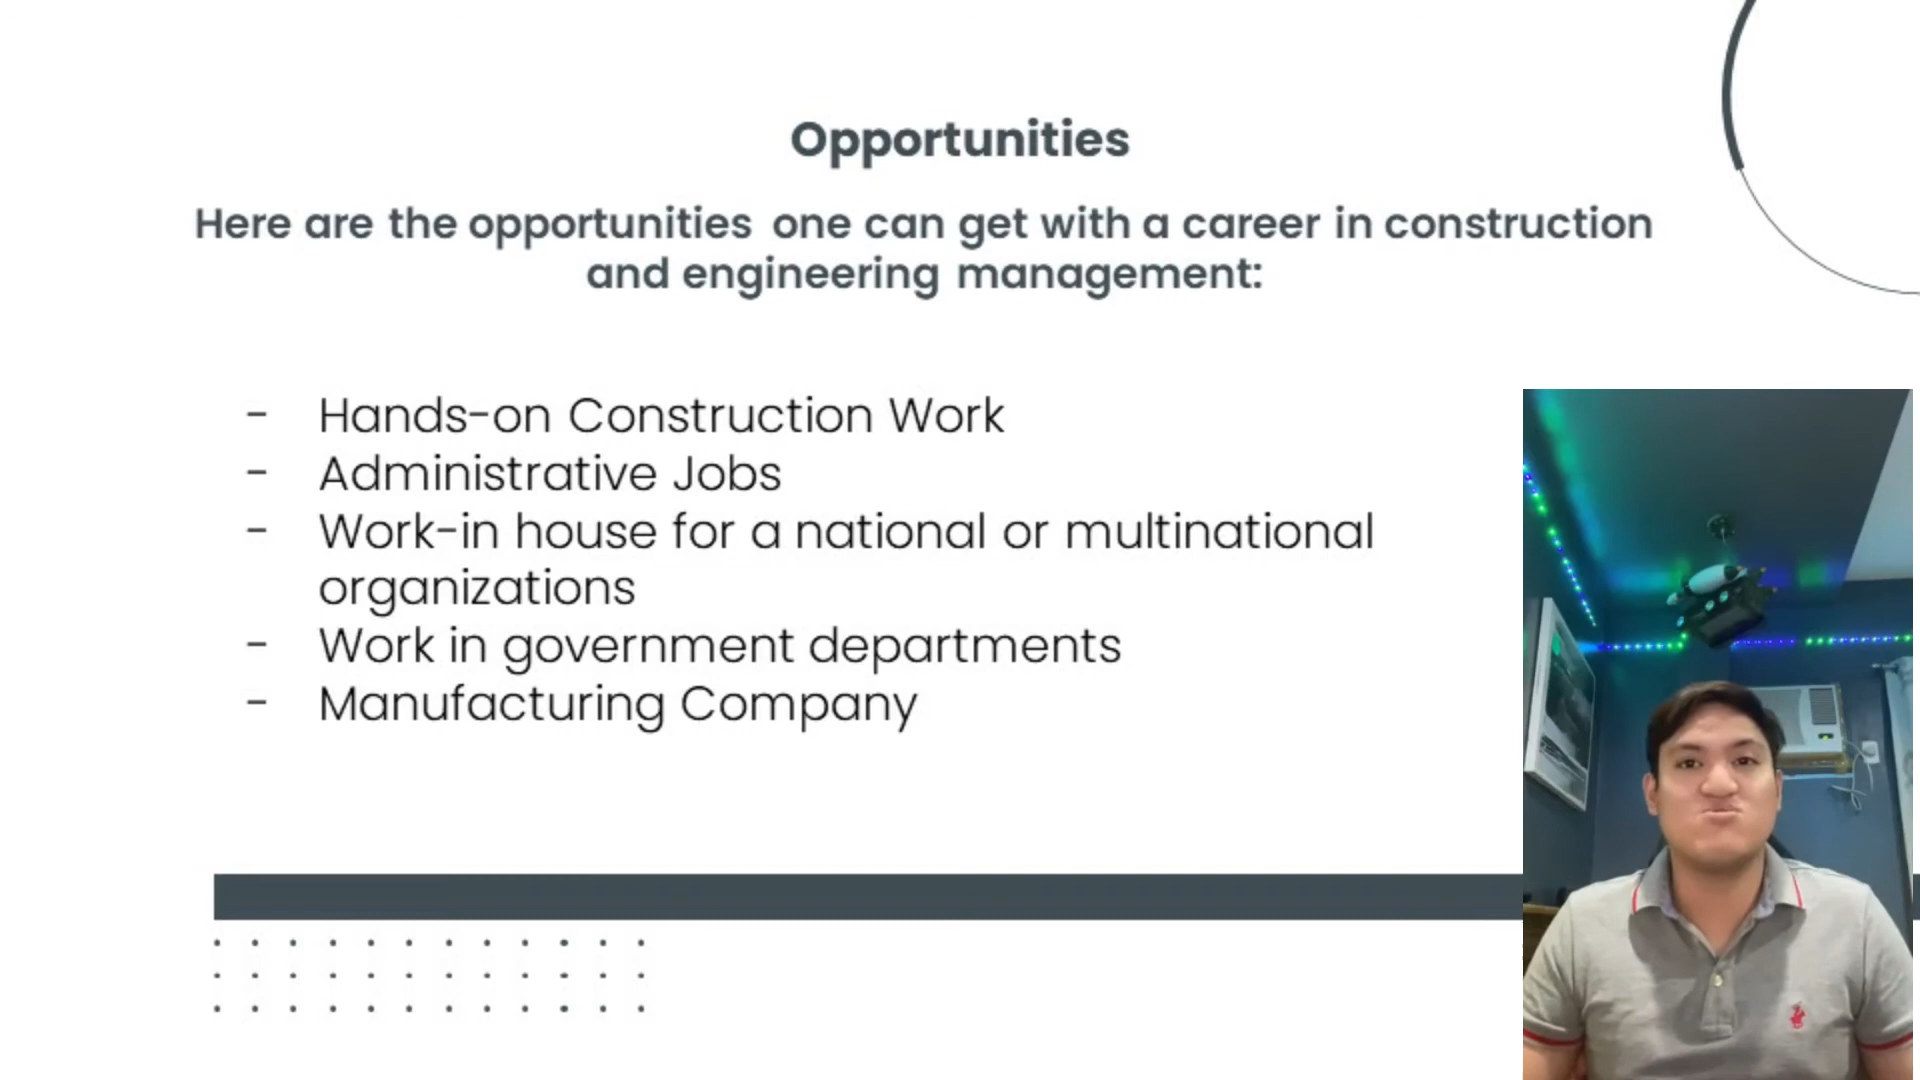 Opportunities
Here are the opportunities one can get with a career in construction
and engineering management:
- Hands-on Construction Work
- Administrative Jobs
- Work-in house for a national or multinational
organizations
- Work in government departments
- Manufacturing Company